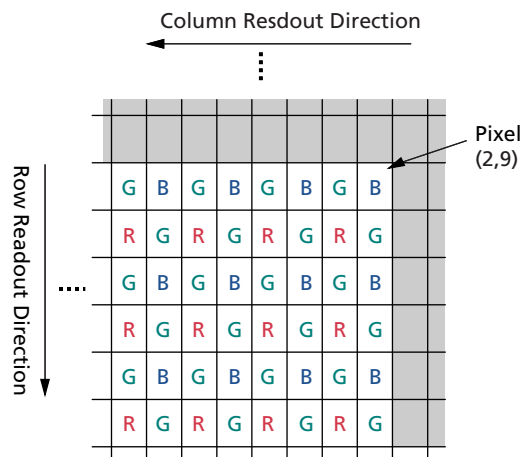 Column Resdout Direction
Pixel
(2,9)
Row Readout Direction
G B G B G B G B
R G R G R G R G
G B G B G B G B
R G R G R G R G
G B G B G B G B
R G R G R G R G